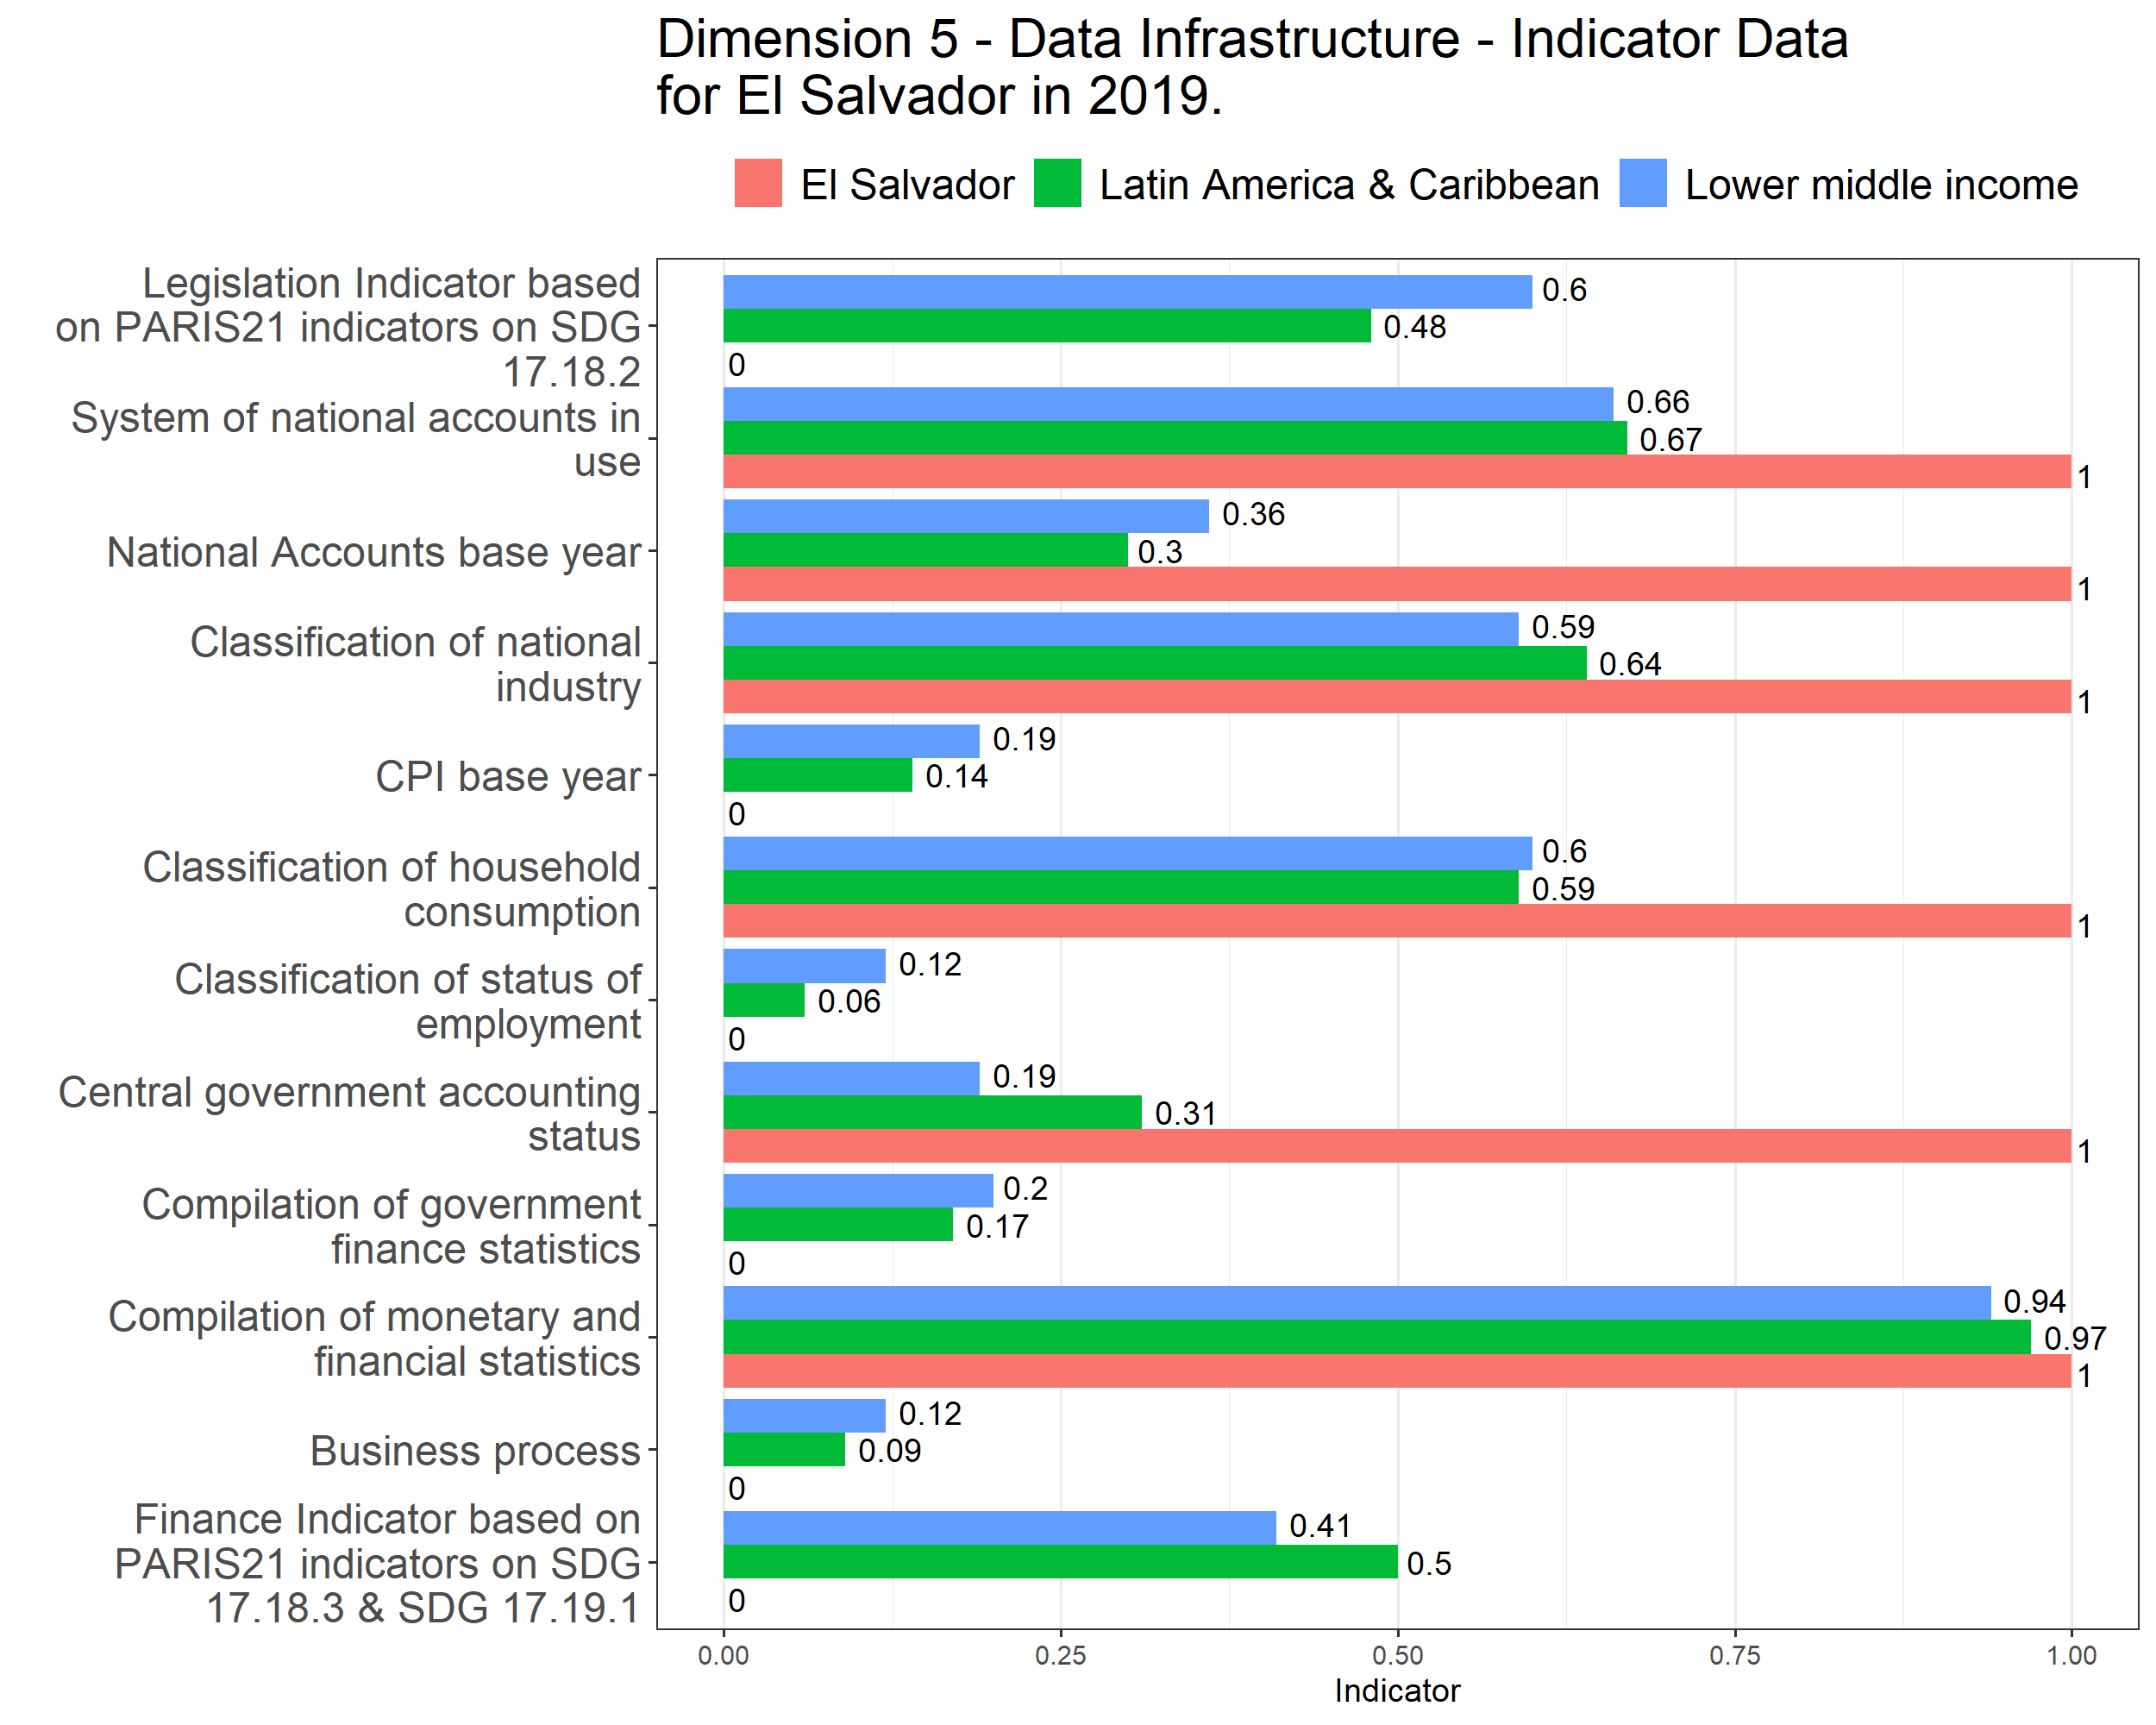 Dimension 5 - Data Infrastructure - Indicator Data
for El Salvador in 2019.
El Salvador
Latin America & Caribbean
Lower middle income
Legislation Indicator based
on PARIS21 indicators on SDG
17.18.2
0.6
0.48
0
System of national accounts in
use
0.66
0.67
1
National Accounts base year
0.36
0.3
1
Classification of national
industry
0.59
0.64
1
CPI base year
0.19
0.14
0
Classification of household
consumption
0.6
0.59
1
Classification of status of
employment
0.12
0.06
0
Central government accounting
status
0.19
0.31
1
Compilation of government
finance statistics
0.2
0.17
0
Compilation of monetary and
financial statistics
0.94
0.97
1
Business process
0.12
0.09
0
Finance Indicator based on
PARIS21 indicators on SDG
17.18.3 & SDG 17.19.1
0.41
0.5
0
0.00
0.25
0.50
0.75
1.00
Indicator